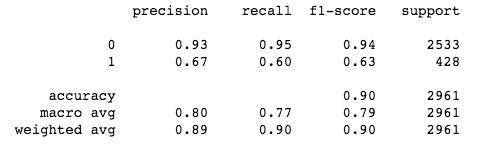 precision recall f1-score support
0 0.93 0.95 0.94 2533
1 0.67 0.60 0.63 428
accuracy 0.90 2961
macro avg 0.80 0.77 0.79 2961
weighted avg 0.89 0.90 0.90 2961